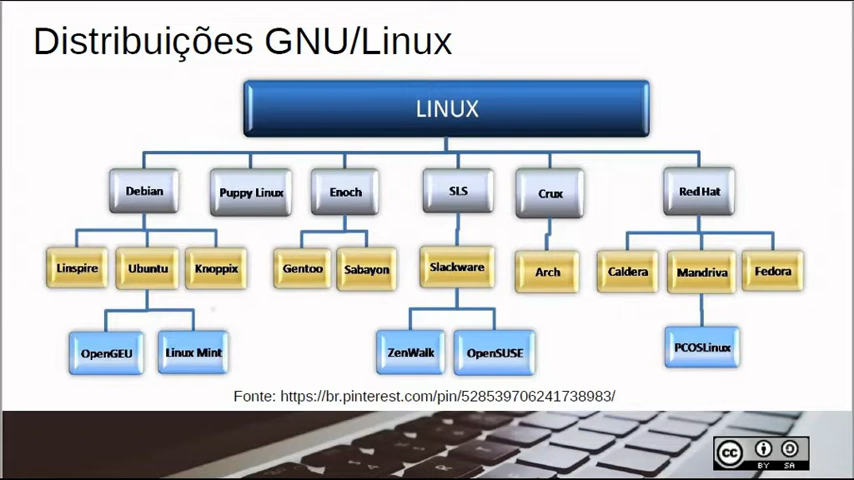 Distribuições GNU/Linux
LINUX
Debian
Puppy Linux
Enoch
SLS
Crux
Red Hat
Linspire
Ubuntu
Knoppix
Gentoo
Sabayon
Slackware
Arch
Caldera
Mandriva
Fedora
OpenGEU
Linux Mint
ZenWalk
OpenSUSE
PCOSLinux
Fonte: https://br.pinterest.com/pin/528539706241738983/
cc
BY SA